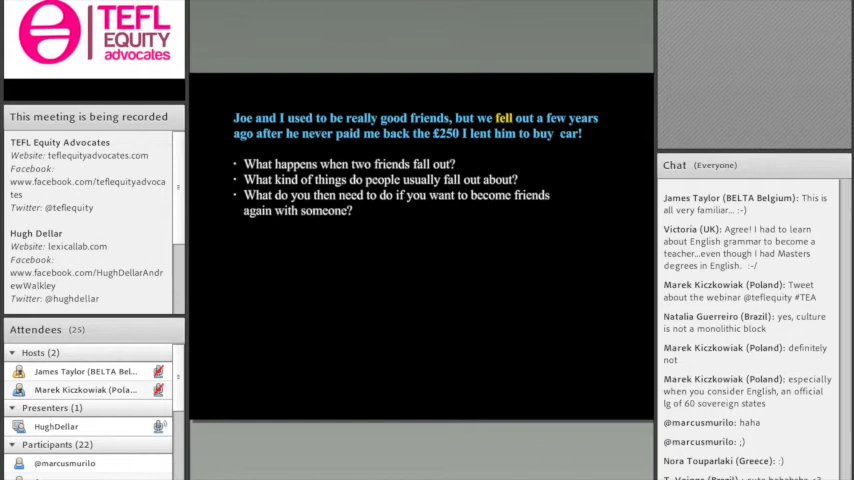 TEFL
EQUITY
advocates
This meeting is being recorded
TEFL Equity Advocates
Website: teflequityadvocates.com
Facebook:
www.facebook.com/teflequityadvoca
tes
Twitter: @teflequity
Hugh Dellar
Website: lexicallab.com
Facebook:
www.facebook.com/HughDellarAndr
ewWalkley
Twitter: @hughdellar
Attendees (25)
Hosts (2)
James Taylor (BELTA Bel...
Marek Kiczkowiak (Pola...
Presenters (1)
HughDellar
Participants (22)
@marcusmurilo
Joe and I used to be really good friends, but we fell out a few years
ago after he never paid me back the £250 I lent him to buy car!
• What happens when two friends fall out?
• What kind of things do people usually fall out about?
• What do you then need to do if you want to become friends
again with someone?
Chat (Everyone)
James Taylor (BELTA Belgium): This is
all very familiar... :-)
Victoria (UK): Agree! I had to learn
about English grammar to become a
teacher...even though I had Masters
degrees in English. :-/
Marek Kiczkowiak (Poland): Tweet
about the webinar @teflequity #TEA
Natalia Guerreiro (Brazil): yes, culture
is not a monolithic block
Marek Kiczkowiak (Poland): definitely
not
Marek Kiczkowiak (Poland): especially
when you consider English, an official
lg of 60 sovereign states
@marcusmurilo: haha
@marcusmurilo: ;)
Nora Touparlaki (Greece): :)